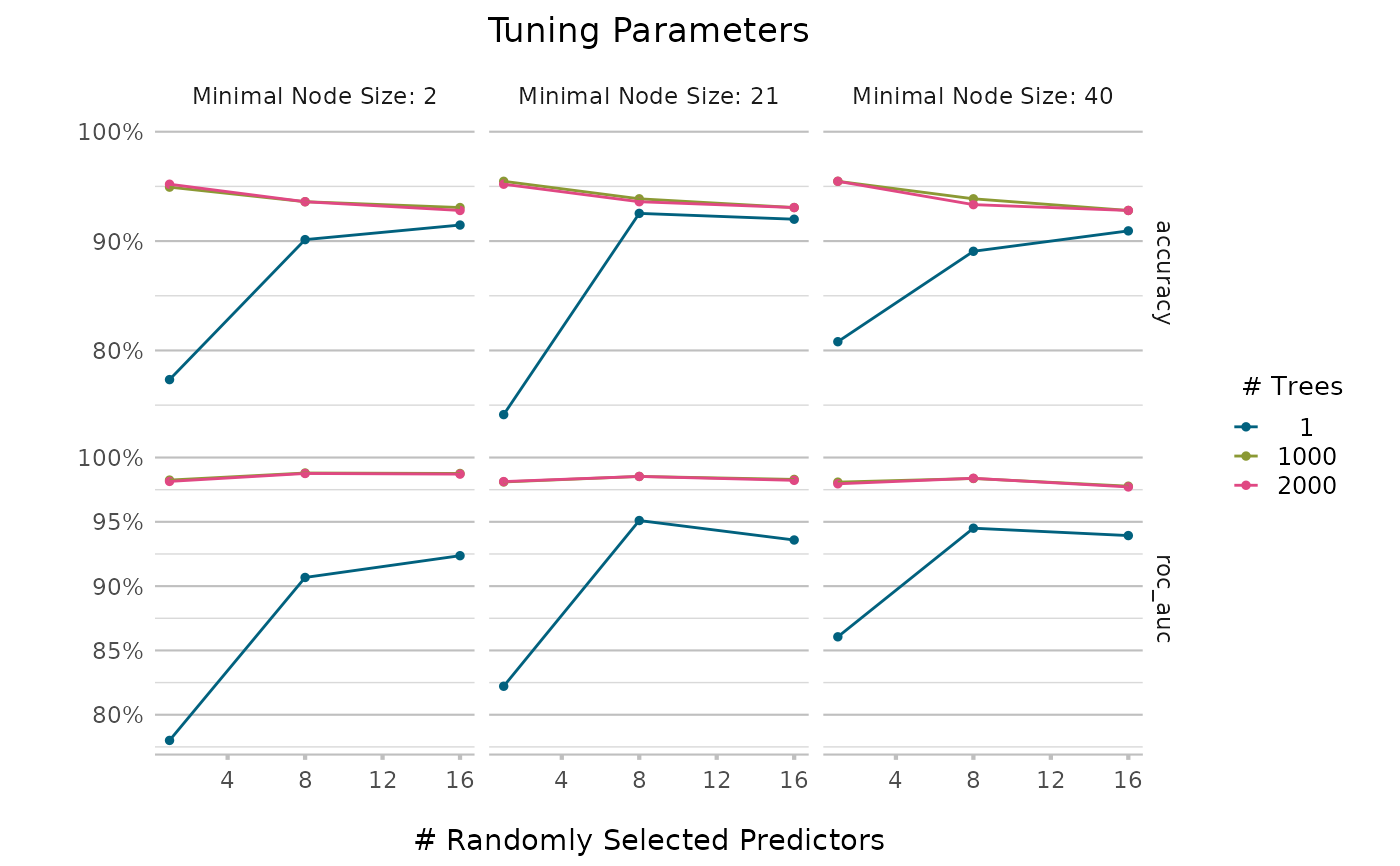 Tuning Parameters
Minimal Node Size: 2
Minimal Node Size: 21
Minimal Node Size: 40
100%
90%
80%
accuracy
100%
95%
90%
85%
80%
roc_auc
4 8 12 16
4 8 12 16
4 8 12 16
# Randomly Selected Predictors
# Trees
1
1000
2000